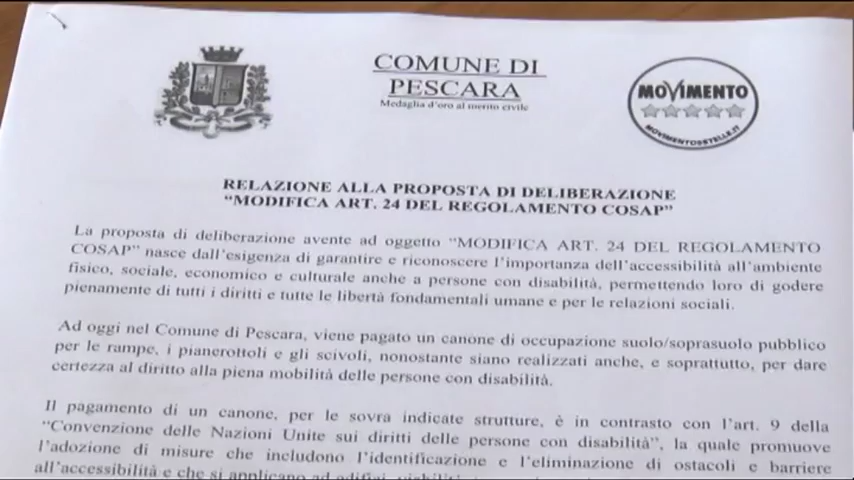 COMUNE DI
PESCARA
Medaglia d'oro al merito civile
MOVIMENTO
MOVIMENTO5STELLE.IT
RELAZIONE ALLA PROPOSTA DI DELIBERAZIONE
"MODIFICA ART. 24 DEL REGOLAMENTO COSAP"
La proposta di deliberazione avente ad oggetto "MODIFICA ART. 24 DEL REGOLAMENTO
COSAP" nasce dall'esigenza di garantire e riconoscere l'importanza dell'accessibilità all'ambiente
fisico, sociale, economico e culturale anche a persone con disabilità, permettendo loro di godere
pienamente di tutti i diritti e tutte le libertà fondamentali umane e per le relazioni sociali.
Ad oggi nel Comune di Pescara, viene pagato un canone di occupazione suolo/soprasuolo pubblico
per le rampe, i pianerottoli e gli scivoli, nonostante siano realizzati anche, e soprattutto, per dare
certezza al diritto alla piena mobilità delle persone con disabilità.
Il pagamento di un canone, per le sovra indicate strutture, è in contrasto con l'art. 9 della
"Convenzione delle Nazioni Unite sui diritti delle persone con disabilità", la quale promuove
l'adozione di misure che includono l'identificazione e l'eliminazione di ostacoli e barriere
all'accessibilità e che si applicano ad edifici, viabilità